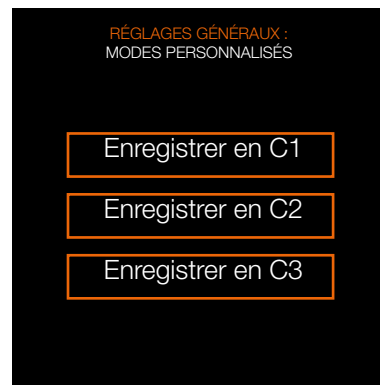 RÉGLAGES GÉNÉRAUX :
MODES PERSONNALISÉS
Enregistrer en C1
Enregistrer en C2
Enregistrer en C3